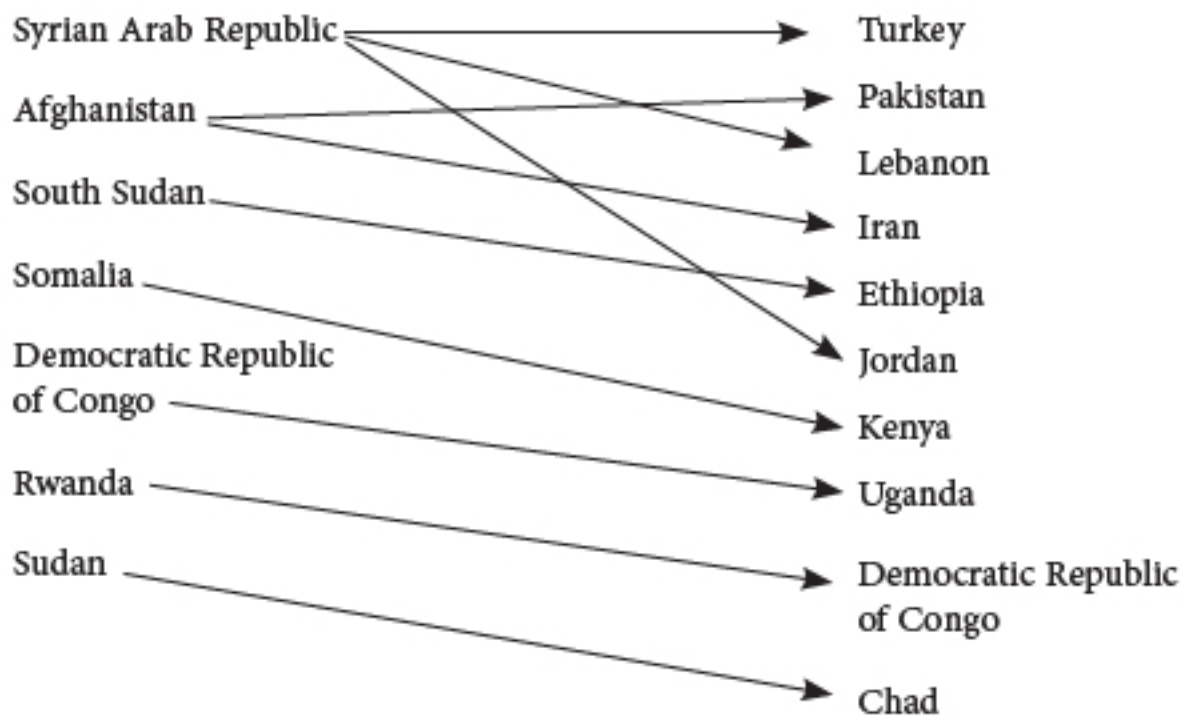 Syrian Arab Republic
Afghanistan
South Sudan
Somalia
Democratic Republic
of Congo
Rwanda
Sudan
Turkey
Pakistan
Lebanon
Iran
Ethiopia
Jordan
Kenya
Uganda
Democratic Republic
of Congo
Chad